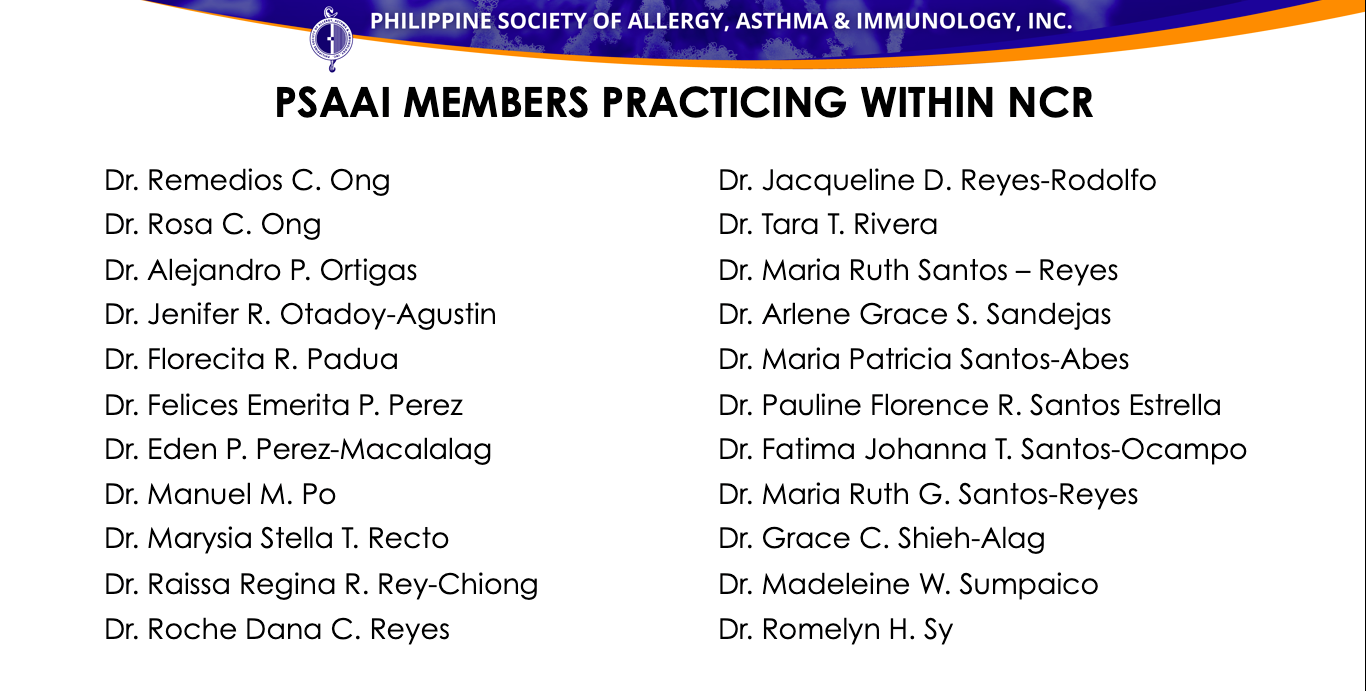 PHILIPPINE SOCIETY OF ALLERGY, ASTHMA & IMMUNOLOGY, INC.
PSAAI MEMBERS PRACTICING WITHIN NCR
Dr. Remedios C. Ong
Dr. Rosa C. Ong
Dr. Alejandro P. Ortigas
Dr. Jenifer R. Otadoy-Agustin
Dr. Florecita R. Padua
Dr. Felices Emerita P. Perez
Dr. Eden P. Perez-Macalalag
Dr. Manuel M. Po
Dr. Marysia Stella T. Recto
Dr. Raissa Regina R. Rey-Chiong
Dr. Roche Dana C. Reyes
Dr. Jacqueline D. Reyes-Rodolfo
Dr. Tara T. Rivera
Dr. Maria Ruth Santos – Reyes
Dr. Arlene Grace S. Sandejas
Dr. Maria Patricia Santos-Abes
Dr. Pauline Florence R. Santos Estrella
Dr. Fatima Johanna T. Santos-Ocampo
Dr. Maria Ruth G. Santos-Reyes
Dr. Grace C. Shieh-Alag
Dr. Madeleine W. Sumpaico
Dr. Romelyn H. Sy